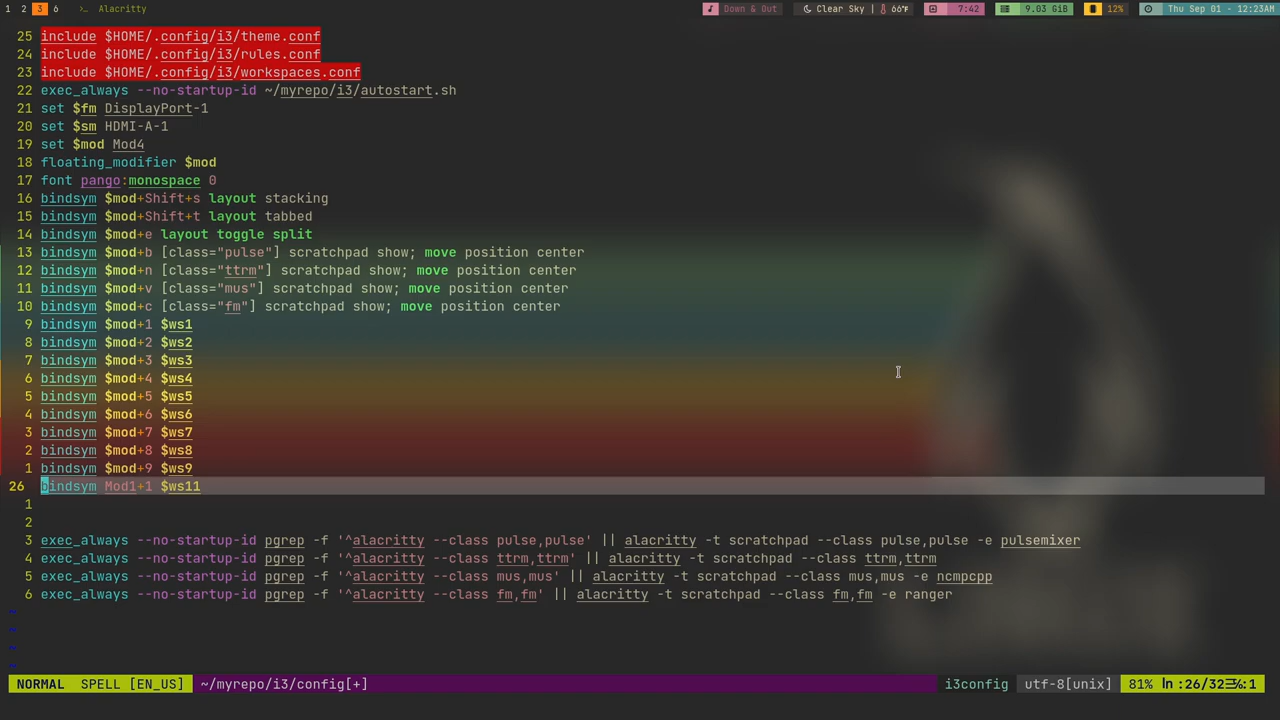 1 2 3 6 >_ Alacritty Down & Out Clear Sky | 66°F 7:42 9.03 GiB 12% Thu Sep 01 - 12:23AM
25 include $HOME/.config/i3/theme.conf
24 include $HOME/.config/i3/rules.conf
23 include $HOME/.config/i3/workspaces.conf
22 exec_always --no-startup-id ~/myrepo/i3/autostart.sh
21 set $fm DisplayPort-1
20 set $sm HDMI-A-1
19 set $mod Mod4
18 floating_modifier $mod
17 font pango:monospace 0
16 bindsym $mod+Shift+s layout stacking
15 bindsym $mod+Shift+t layout tabbed
14 bindsym $mod+e layout toggle split
13 bindsym $mod+b [class="pulse"] scratchpad show; move position center
12 bindsym $mod+n [class="ttrm"] scratchpad show; move position center
11 bindsym $mod+v [class="mus"] scratchpad show; move position center
10 bindsym $mod+c [class="fm"] scratchpad show; move position center
9 bindsym $mod+1 $ws1
8 bindsym $mod+2 $ws2
7 bindsym $mod+3 $ws3
6 bindsym $mod+4 $ws4
5 bindsym $mod+5 $ws5
4 bindsym $mod+6 $ws6
3 bindsym $mod+7 $ws7
2 bindsym $mod+8 $ws8
1 bindsym $mod+9 $ws9
26 bindsym Mod1+1 $ws11
1
2
3 exec_always --no-startup-id pgrep -f '^alacritty --class pulse,pulse' || alacritty -t scratchpad --class pulse,pulse -e pulsemixer
4 exec_always --no-startup-id pgrep -f '^alacritty --class ttrm,ttrm' || alacritty -t scratchpad --class ttrm,ttrm
5 exec_always --no-startup-id pgrep -f '^alacritty --class mus,mus' || alacritty -t scratchpad --class mus,mus -e ncmpcpp
6 exec_always --no-startup-id pgrep -f '^alacritty --class fm,fm' || alacritty -t scratchpad --class fm,fm -e ranger
~
~
~
~
NORMAL SPELL [EN_US] ~/myrepo/i3/config[+] i3config utf-8[unix] 81% ln :26/32☰℅:1